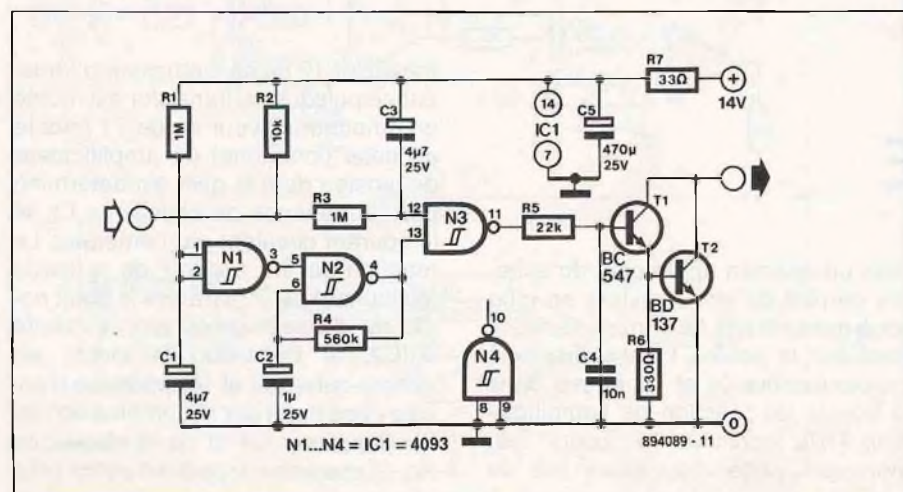 R1
1M
R2
10k
C3
4µ7
25V
14
IC1
7
C5
470µ
25V
R7
33Ω
+
14V
R3
1M
12
13
N3
11
R5
22k
T1
BC
547
T2
BD
137
1
2
N1
3
5
6
N2
4
R4
560k
10
N4
8
9
C4
10n
R6
330Ω
C1
4µ7
25V
C2
1µ
25V
0
N1...N4 = IC1 = 4093
894089 - 11